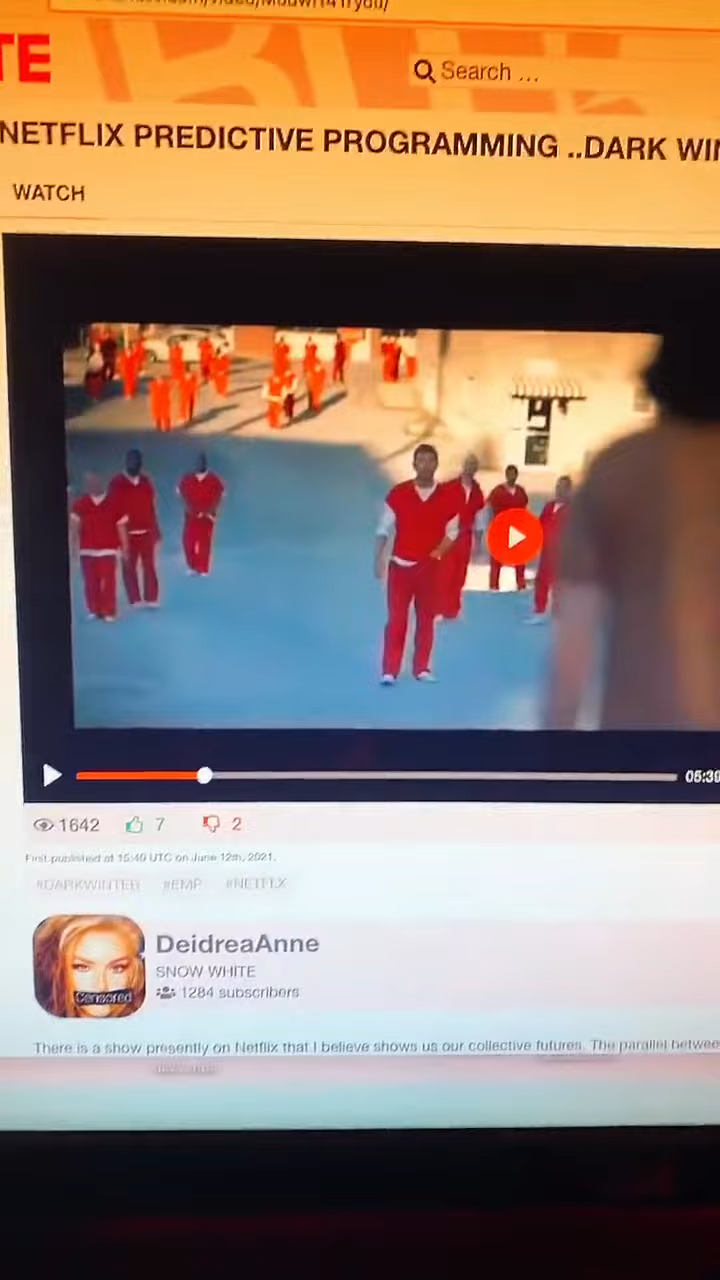 TE
Search ...
NETFLIX PREDICTIVE PROGRAMMING ..DARK WIN
WATCH
05:39
1642 7 2
First published at 15:40 UTC on June 12th, 2021.
#DARKWINTER #EMP #NETFLX
DeidreaAnne
Censored
SNOW WHITE
1284 subscribers
There is a show presently on Netflix that I believe shows us our collective futures. The parallel betwee